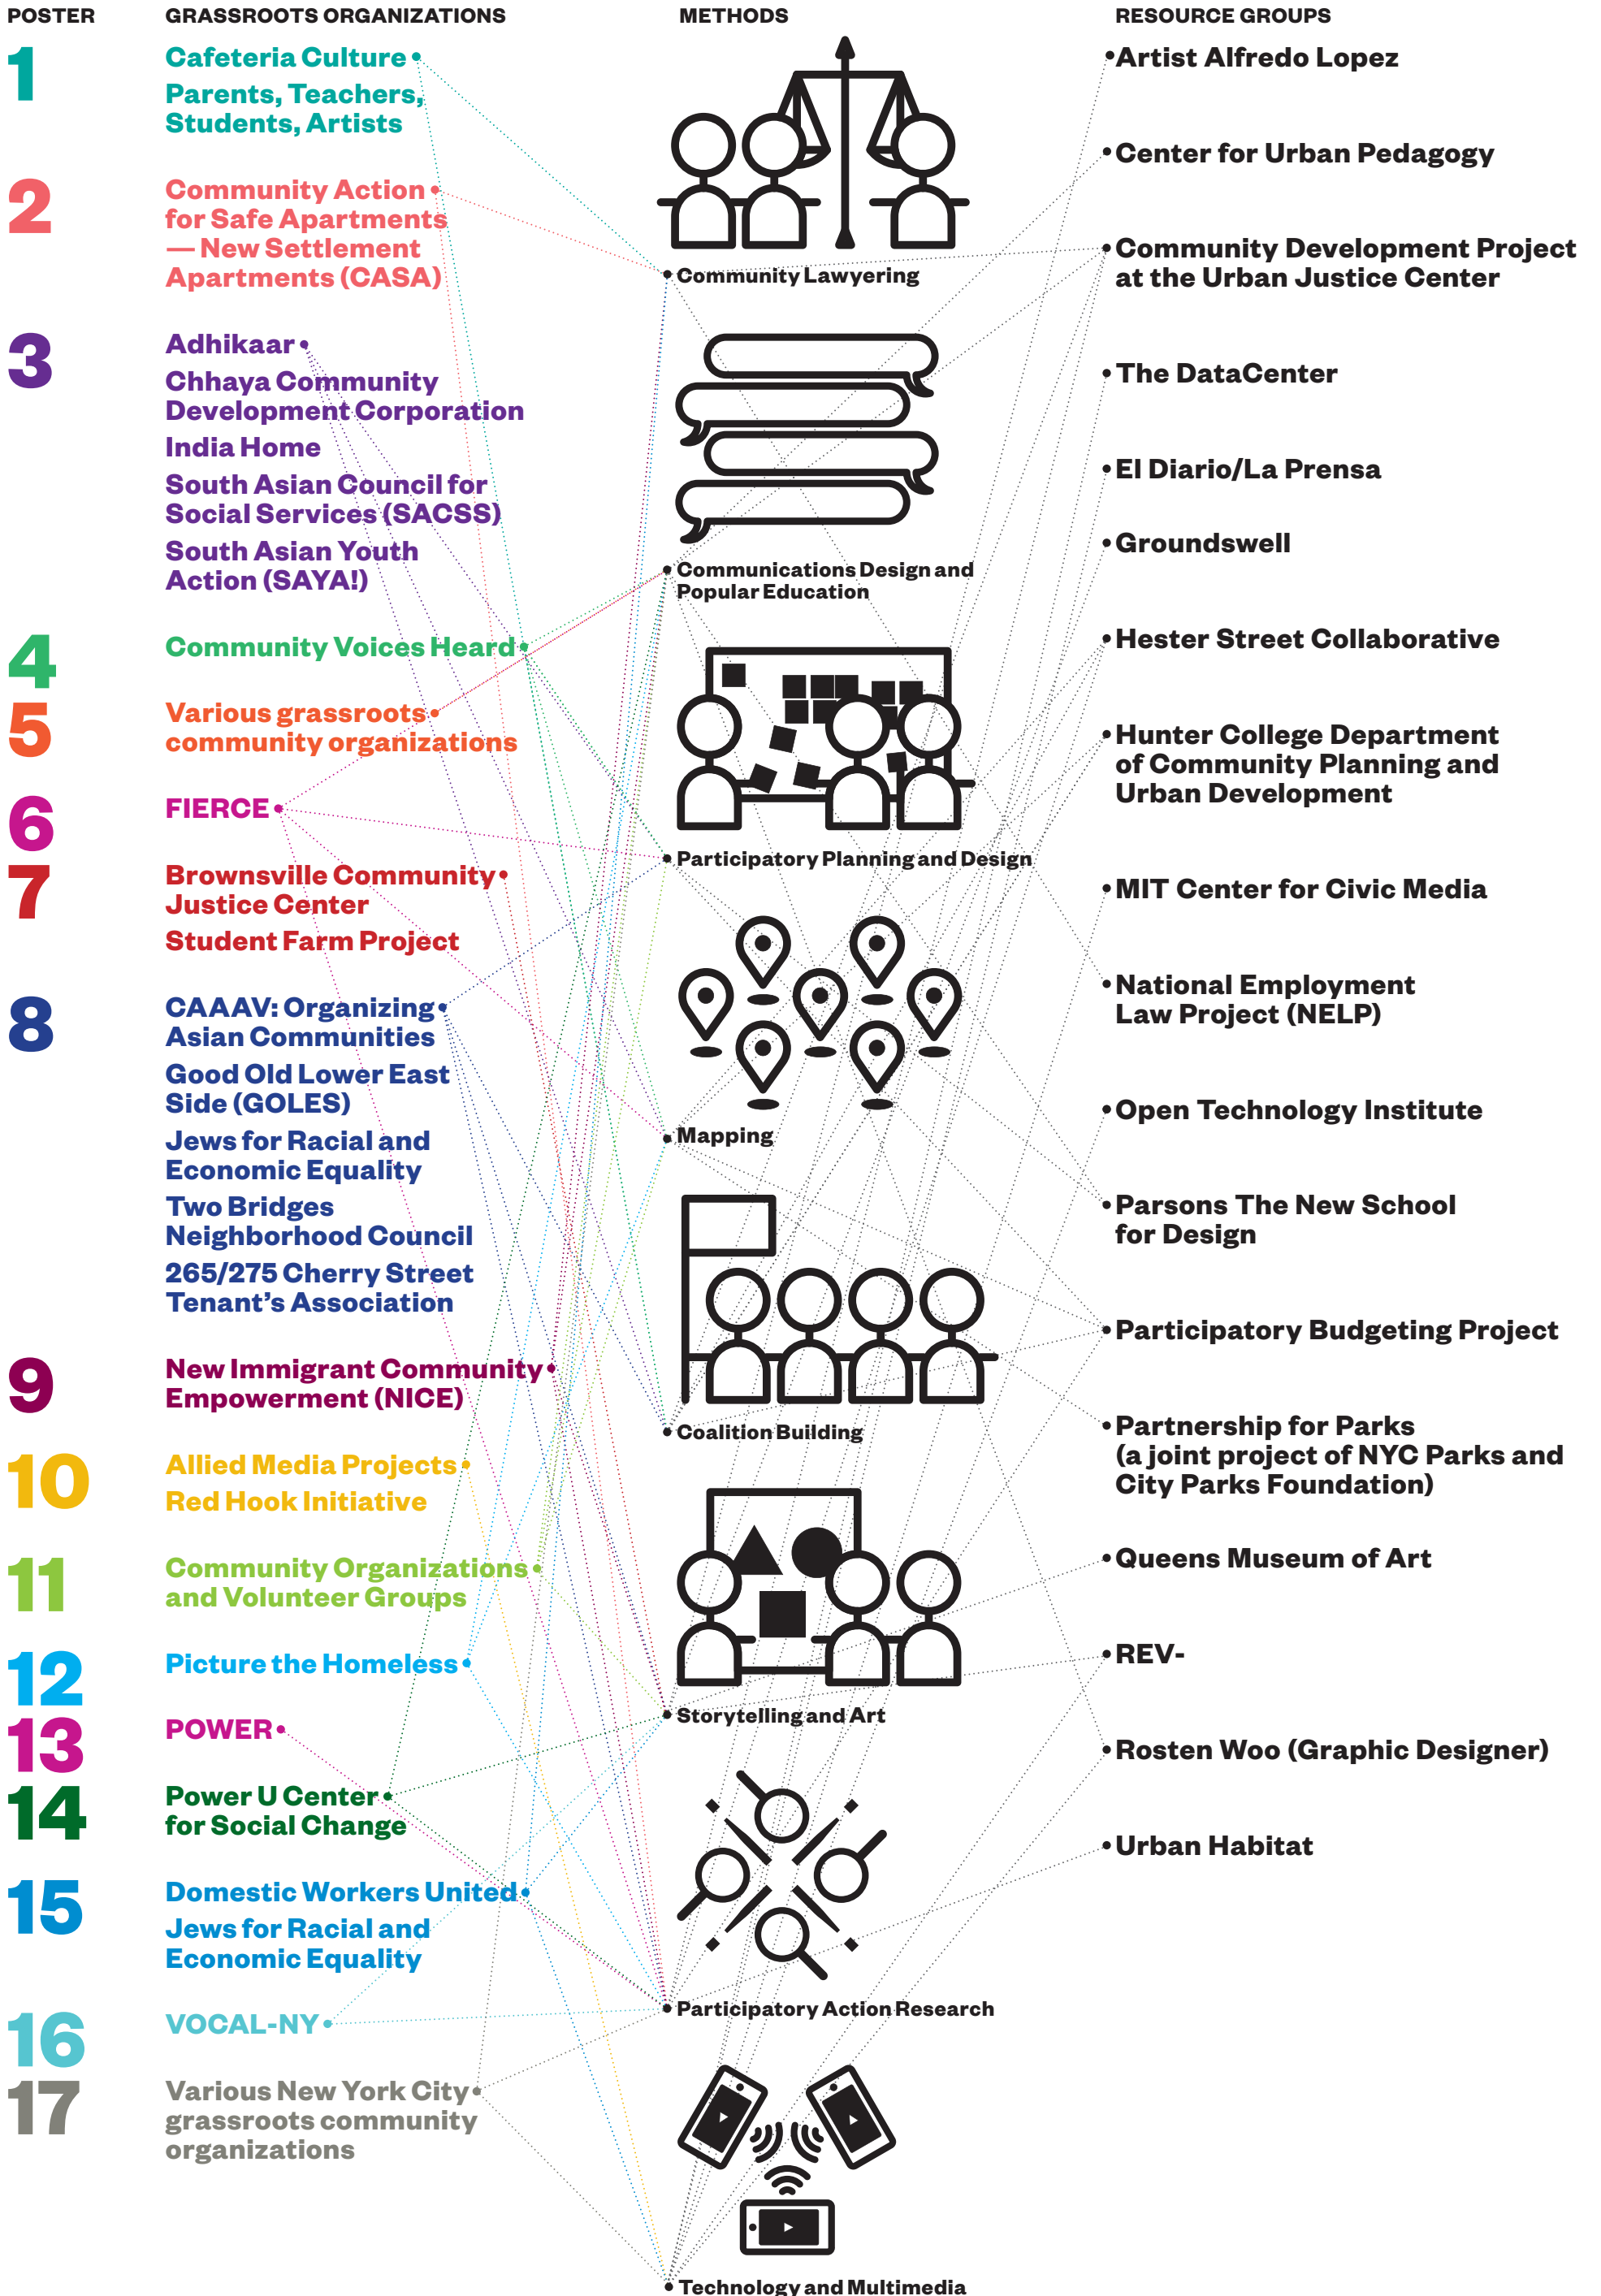 POSTER
GRASSROOTS ORGANIZATIONS
METHODS
RESOURCE GROUPS
1
Cafeteria Culture
Parents, Teachers,
Students, Artists
2
Community Action
for Safe Apartments
— New Settlement
Apartments (CASA)
3
Adhikaar
Chhaya Community
Development Corporation
India Home
South Asian Council for
Social Services (SACSS)
South Asian Youth
Action (SAYA!)
4
Community Voices Heard
5
Various grassroots
community organizations
6
FIERCE
7
Brownsville Community
Justice Center
Student Farm Project
8
CAAAV: Organizing
Asian Communities
Good Old Lower East
Side (GOLES)
Jews for Racial and
Economic Equality
Two Bridges
Neighborhood Council
265/275 Cherry Street
Tenant’s Association
9
New Immigrant Community
Empowerment (NICE)
10
Allied Media Projects
Red Hook Initiative
11
Community Organizations
and Volunteer Groups
12
Picture the Homeless
13
POWER
14
Power U Center
for Social Change
15
Domestic Workers United
Jews for Racial and
Economic Equality
16
VOCAL-NY
17
Various New York City
grassroots community
organizations
Community Lawyering
Communications Design and
Popular Education
Participatory Planning and Design
Mapping
Coalition Building
Storytelling and Art
Participatory Action Research
Technology and Multimedia
Artist Alfredo Lopez
Center for Urban Pedagogy
Community Development Project
at the Urban Justice Center
The DataCenter
El Diario/La Prensa
Groundswell
Hester Street Collaborative
Hunter College Department
of Community Planning and
Urban Development
MIT Center for Civic Media
National Employment
Law Project (NELP)
Open Technology Institute
Parsons The New School
for Design
Participatory Budgeting Project
Partnership for Parks
(a joint project of NYC Parks and
City Parks Foundation)
Queens Museum of Art
REV-
Rosten Woo (Graphic Designer)
Urban Habitat